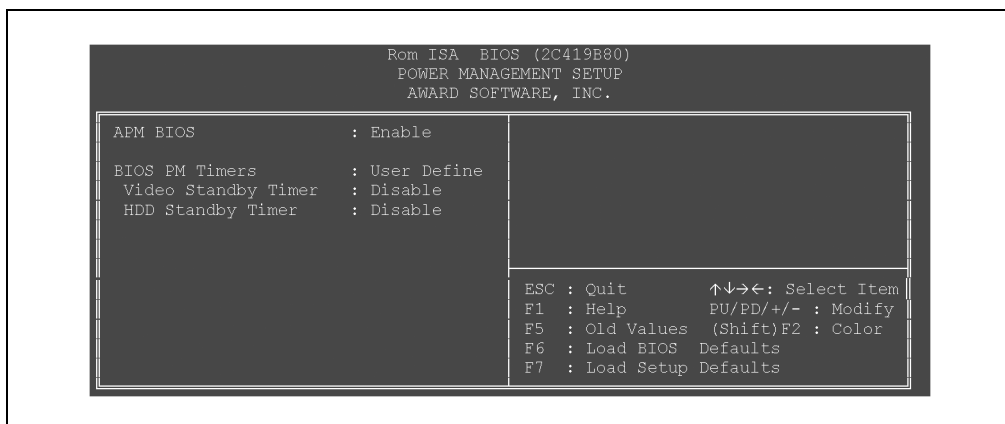 Rom ISA BIOS (2C419B80)
POWER MANAGEMENT SETUP
AWARD SOFTWARE, INC.
APM BIOS : Enable
BIOS PM Timers : User Define
Video Standby Timer : Disable
HDD Standby Timer : Disable
ESC : Quit ↑↓→←: Select Item
F1 : Help PU/PD/+/- : Modify
F5 : Old Values (Shift)F2 : Color
F6 : Load BIOS Defaults
F7 : Load Setup Defaults